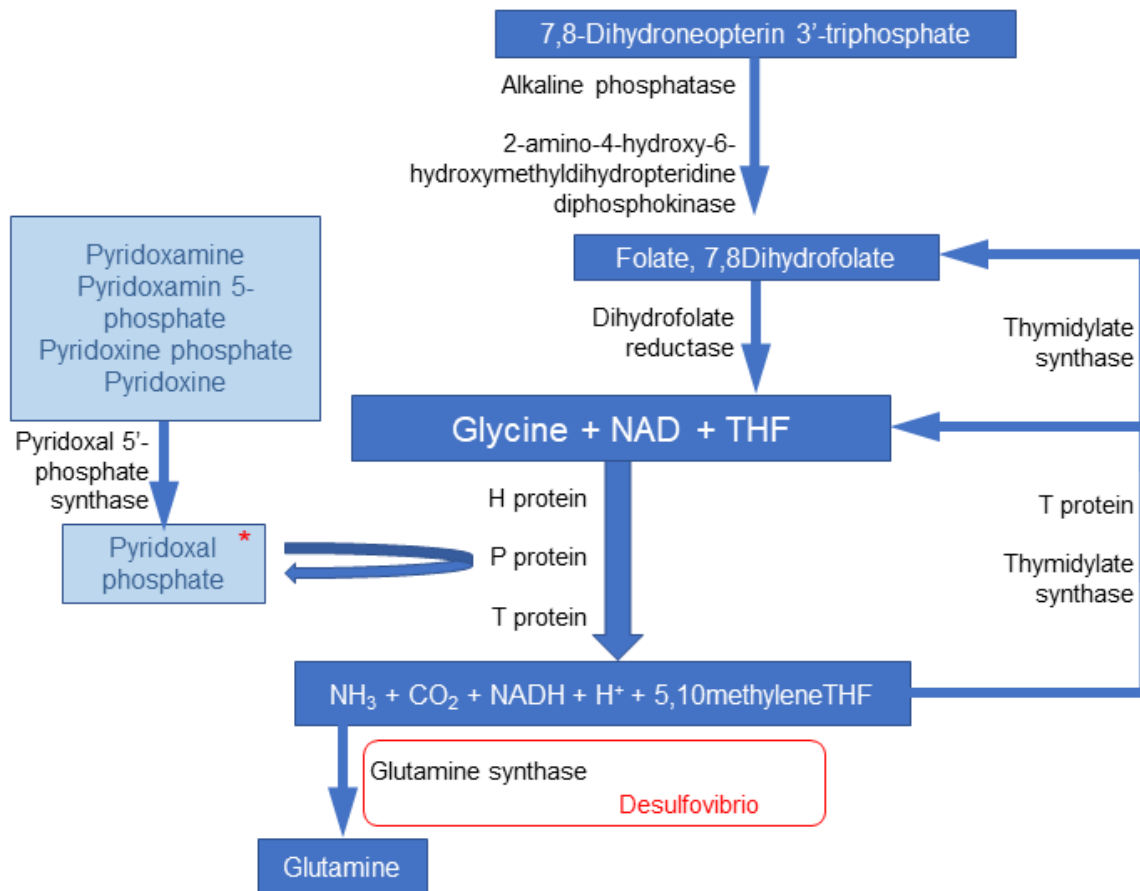 7,8-Dihydroneopterin 3’-triphosphate
Alkaline phosphatase
2-amino-4-hydroxy-6-
hydroxymethyldihydropteridine
diphosphokinase
Pyridoxamine
Pyridoxamin 5-
phosphate
Pyridoxine phosphate
Pyridoxine
Folate, 7,8Dihydrofolate
Dihydrofolate
reductase
Thymidylate
synthase
Glycine + NAD + THF
Pyridoxal 5’-
phosphate
synthase
H protein
P protein
T protein
Pyridoxal *
phosphate
T protein
Thymidylate
synthase
NH₃ + CO₂ + NADH + H⁺ + 5,10methyleneTHF
Glutamine synthase
Desulfovibrio
Glutamine